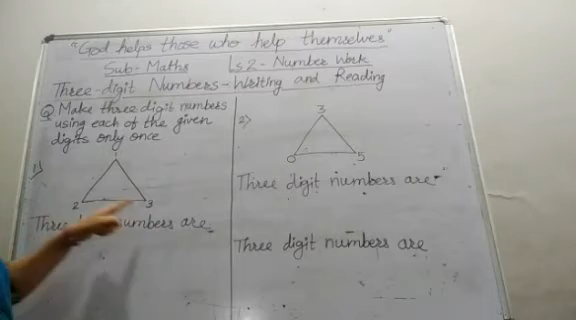 "God helps those who help themselves"
Sub- Maths Ls 2 - Number Work
Three-digit Numbers-Writing and Reading
Q Make three digit numbers
using each of the given
digits only once
1)
1
2 3
Three numbers are
2)
3
0 5
Three digit numbers are
Three digit numbers are